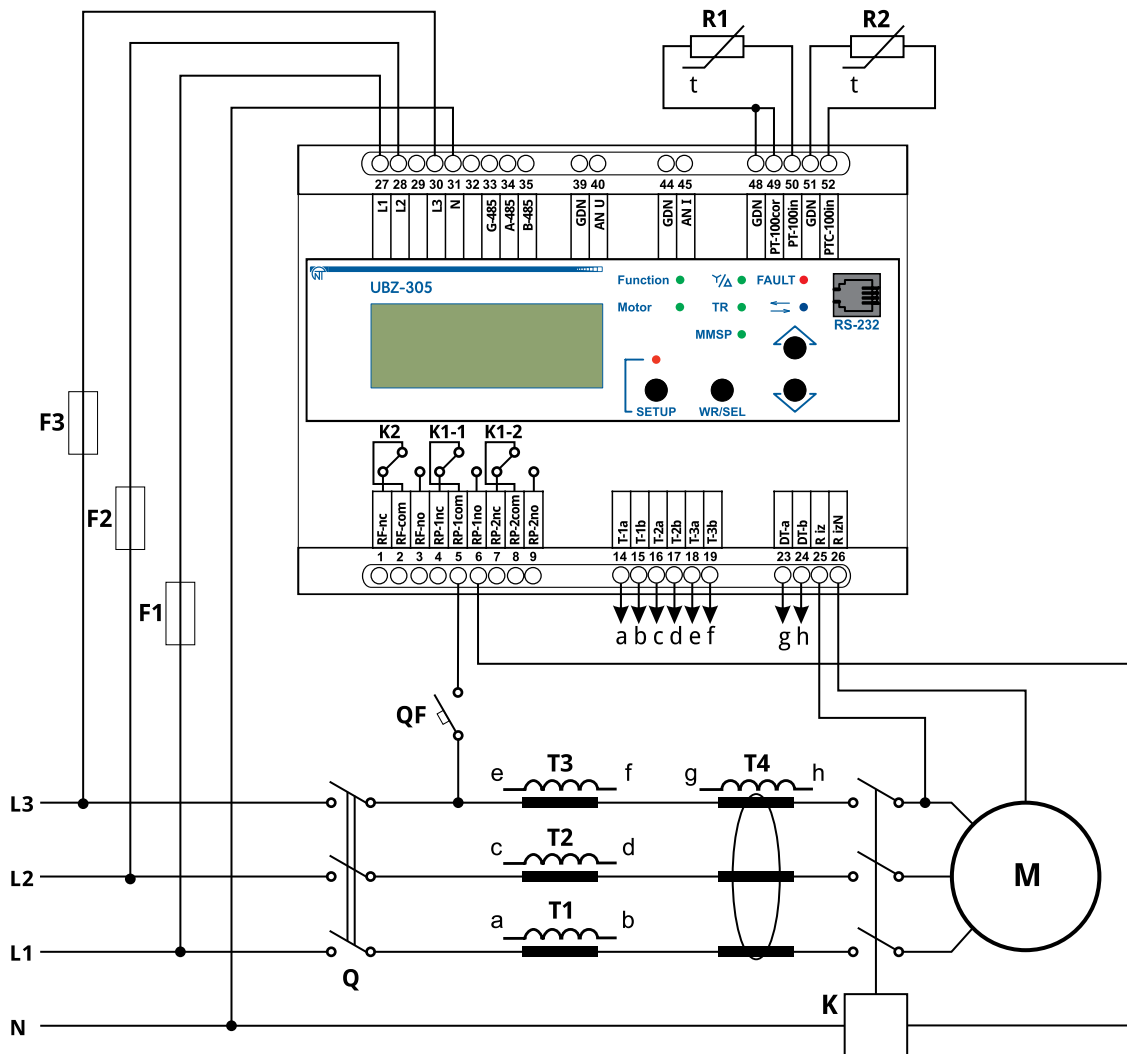 R1 R2
t t
27 28 29 30 31 32 33 34 35 39 40 44 45 48 49 50 51 52
L1 L2 L3 N G-485 A-485 B-485 GDN AN U GDN AN I GDN PT-100cor PT-100in GDN PTC-100in
NT
UBZ-305
Function Y/Δ FAULT
Motor TR
MMSP
RS-232
SETUP WR/SEL
F3
F2
F1
K2 K1-1 K1-2
RF-nc RF-com RF-no RP-1nc RP-1com RP-1no RP-2nc RP-2com RP-2no T-1a T-1b T-2a T-2b T-3a T-3b DT-a DT-b R iz R izN
1 2 3 4 5 6 7 8 9 14 15 16 17 18 19 23 24 25 26
a b c d e f g h
QF
e T3 f g T4 h
L3
c T2 d
L2
M
a T1 b
L1
Q
K
N